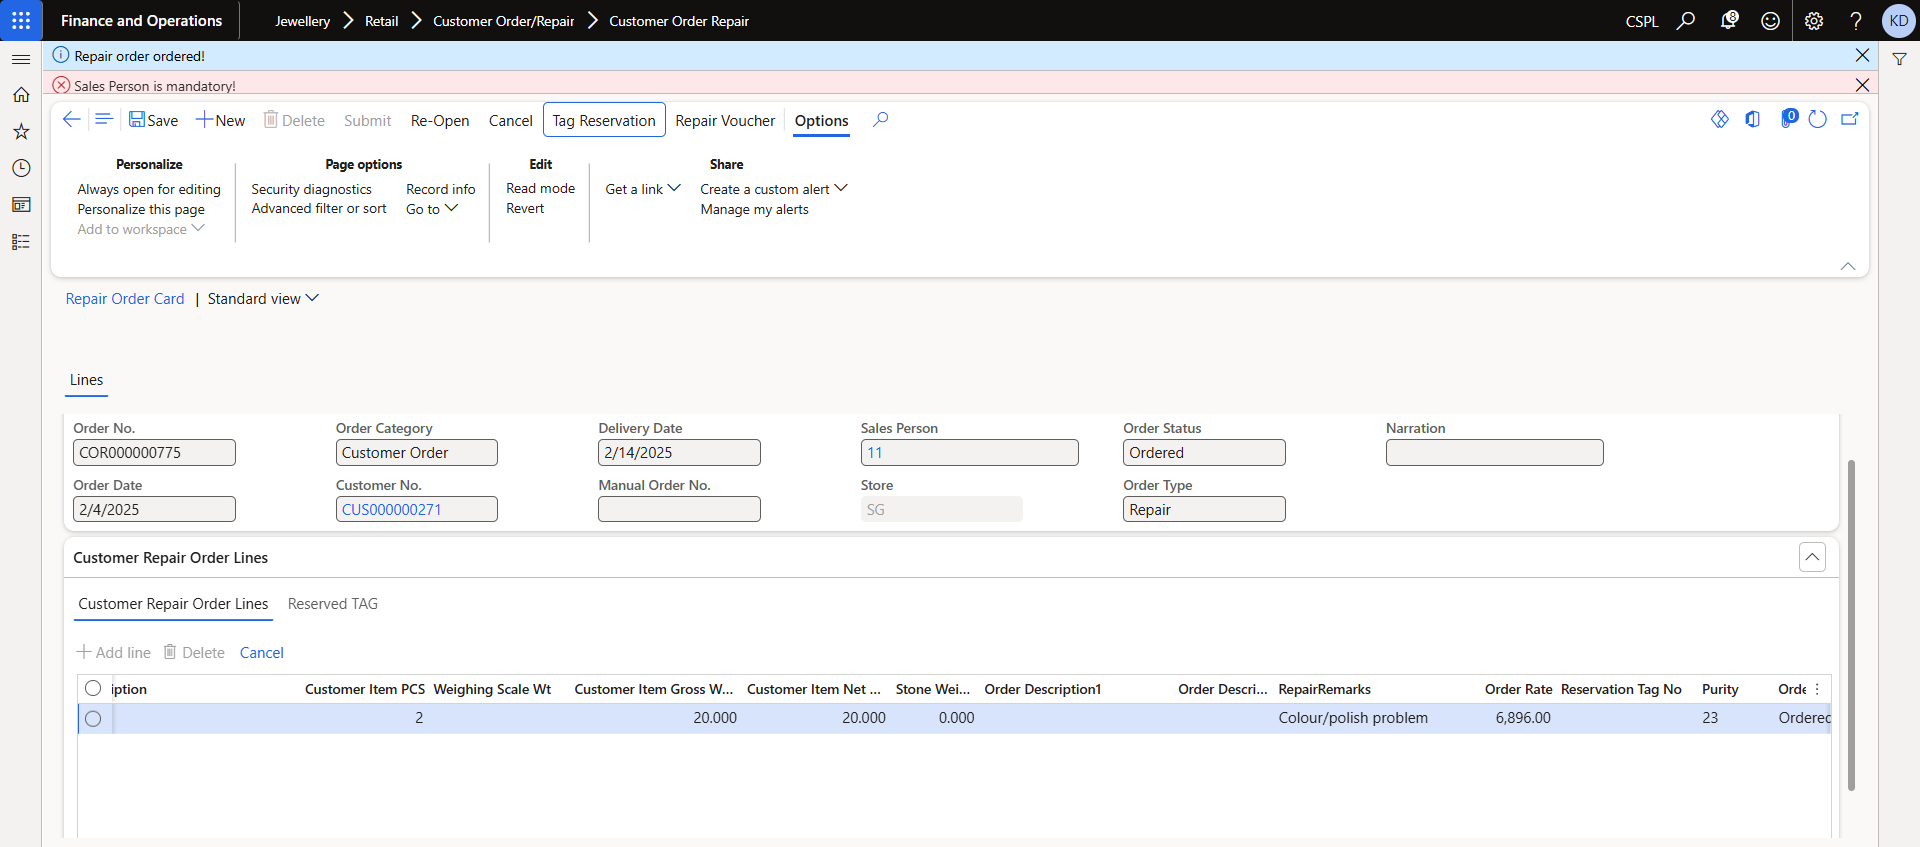 Finance and Operations Jewellery Retail Customer Order/Repair Customer Order Repair CSPL 8 KD
Repair order ordered!
Sales Person is mandatory!
Save New Delete Submit Re-Open Cancel Tag Reservation Repair Voucher Options 0
Personalize Page options Edit Share
Always open for editing Security diagnostics Record info Read mode Get a link Create a custom alert
Personalize this page Advanced filter or sort Go to Revert Manage my alerts
Add to workspace
Repair Order Card | Standard view
Lines
Order No. Order Category Delivery Date Sales Person Order Status Narration
COR000000775 Customer Order 2/14/2025 11 Ordered
Order Date Customer No. Manual Order No. Store Order Type
2/4/2025 CUS000000271 SG Repair
Customer Repair Order Lines
Customer Repair Order Lines Reserved TAG
Add line Delete Cancel
iption Customer Item PCS Weighing Scale Wt Customer Item Gross W... Customer Item Net ... Stone Wei... Order Description1 Order Descri... RepairRemarks Order Rate Reservation Tag No Purity Orde
2 20.000 20.000 0.000 Colour/polish problem 6,896.00 23 Ordered